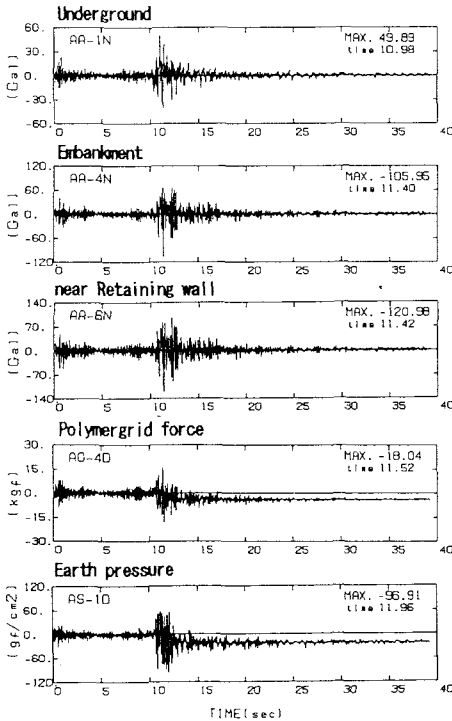 Underground
60.
AA-1N
MAX. 49.89
30.
time 10.98
(Gal)
0.
-30.
-60.
0 5 10 15 20 25 30 35 40
Embankment
120
AA-4N
MAX. -105.95
60
time 11.40
(Gal)
0.
-60.
-120
0 5 10 15 20 25 30 35 40
near Retaining wall
140
AA-6N
MAX. -120.98
70.
time 11.42
(Gal)
0.
-70.
-140
0 5 10 15 20 25 30 35 40
Polymergrid force
30.
AG-4D
MAX. -18.04
15.
time 11.52
(kgf)
0.
-15.
-30.
0 5 10 15 20 25 30 35 40
Earth pressure
120
AS-1D
MAX. -96.91
60.
time 11.96
(gf/cm2)
0.
-60.
-120
0 5 10 15 20 25 30 35 40
TIME(sec)